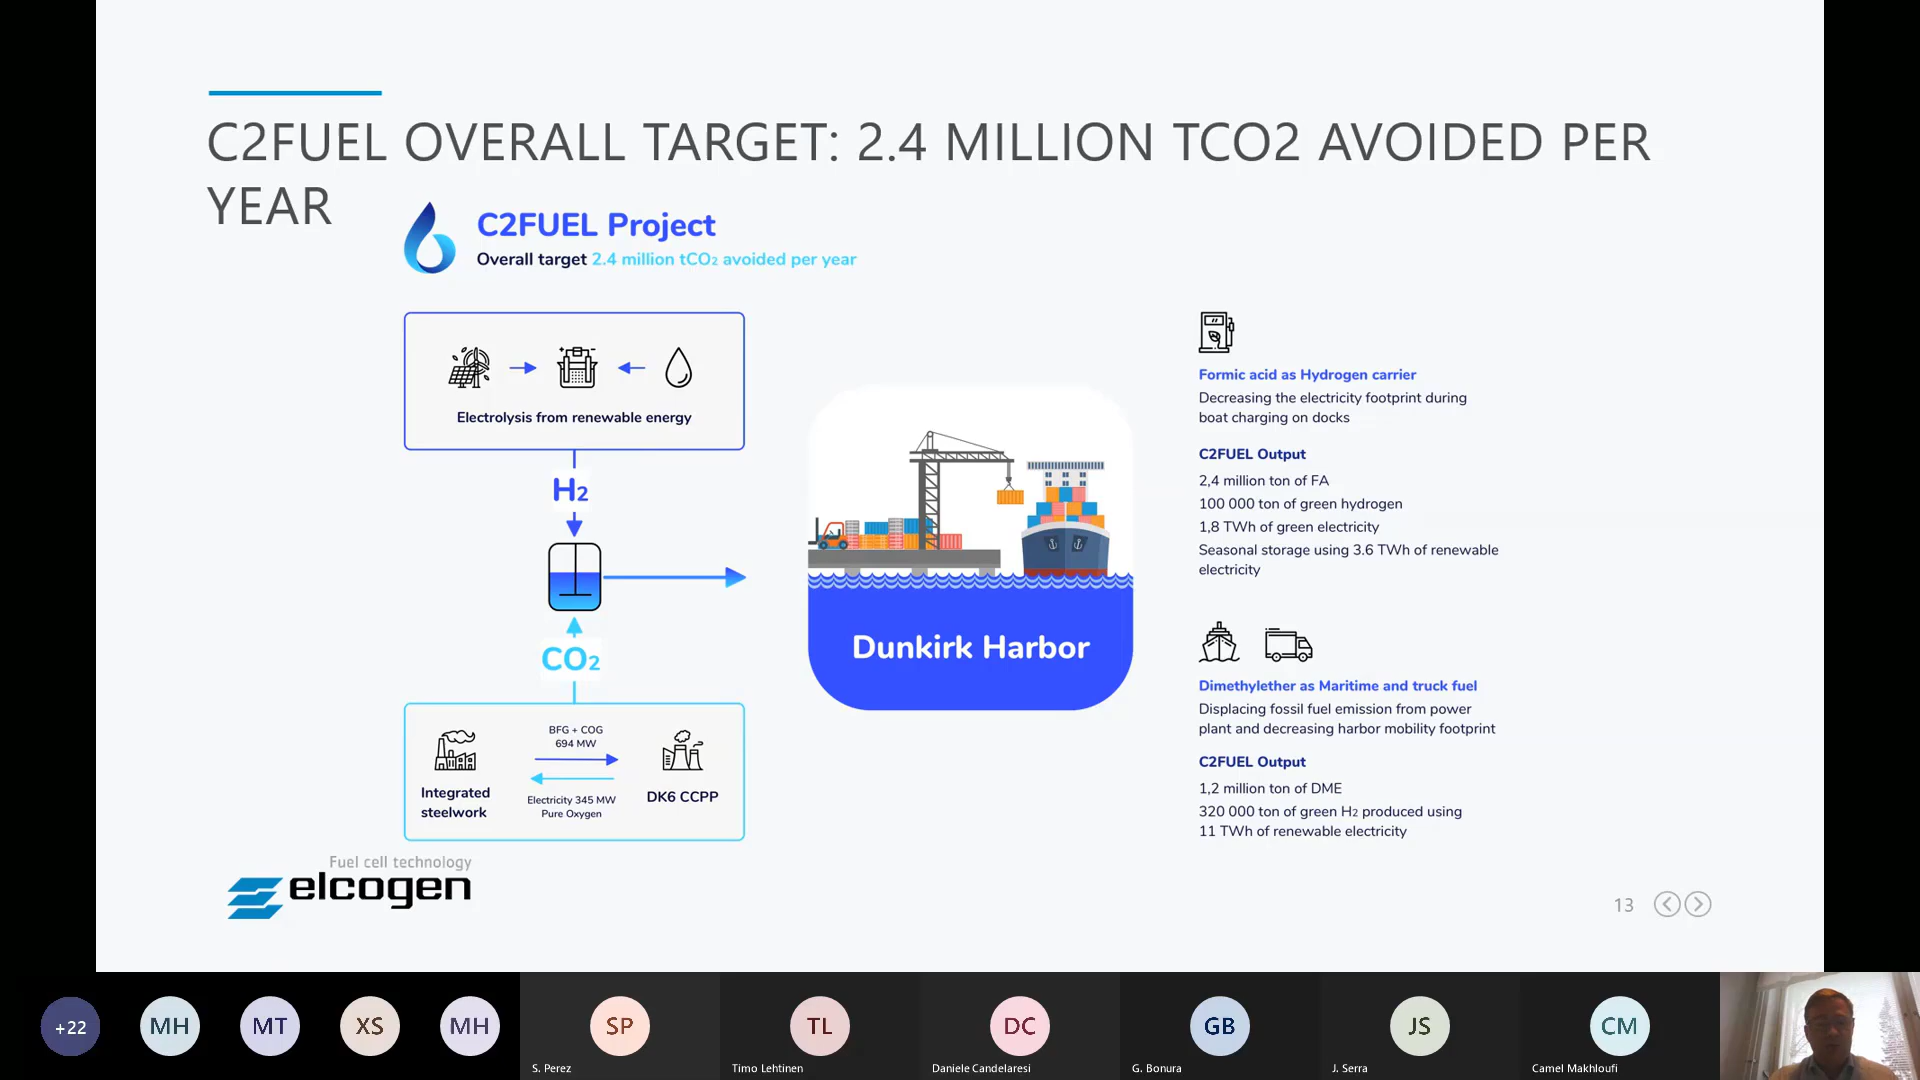 C2FUEL OVERALL TARGET: 2.4 MILLION TCO2 AVOIDED PER
YEAR
C2FUEL Project
Overall target 2.4 million tCO2 avoided per year
Electrolysis from renewable energy
H2
CO2
BFG + COG
694 MW
Integrated
steelwork
Electricity 345 MW
Pure Oxygen
DK6 CCPP
Dunkirk Harbor
Formic acid as Hydrogen carrier
Decreasing the electricity footprint during
boat charging on docks
C2FUEL Output
2,4 million ton of FA
100 000 ton of green hydrogen
1,8 TWh of green electricity
Seasonal storage using 3.6 TWh of renewable
electricity
Dimethylether as Maritime and truck fuel
Displacing fossil fuel emission from power
plant and decreasing harbor mobility footprint
C2FUEL Output
1,2 million ton of DME
320 000 ton of green H2 produced using
11 TWh of renewable electricity
Fuel cell technology
elcogen
13
+22
MH
MT
XS
MH
SP
S. Perez
TL
Timo Lehtinen
DC
Daniele Candelaresi
GB
G. Bonura
JS
J. Serra
CM
Camel Makhloufi